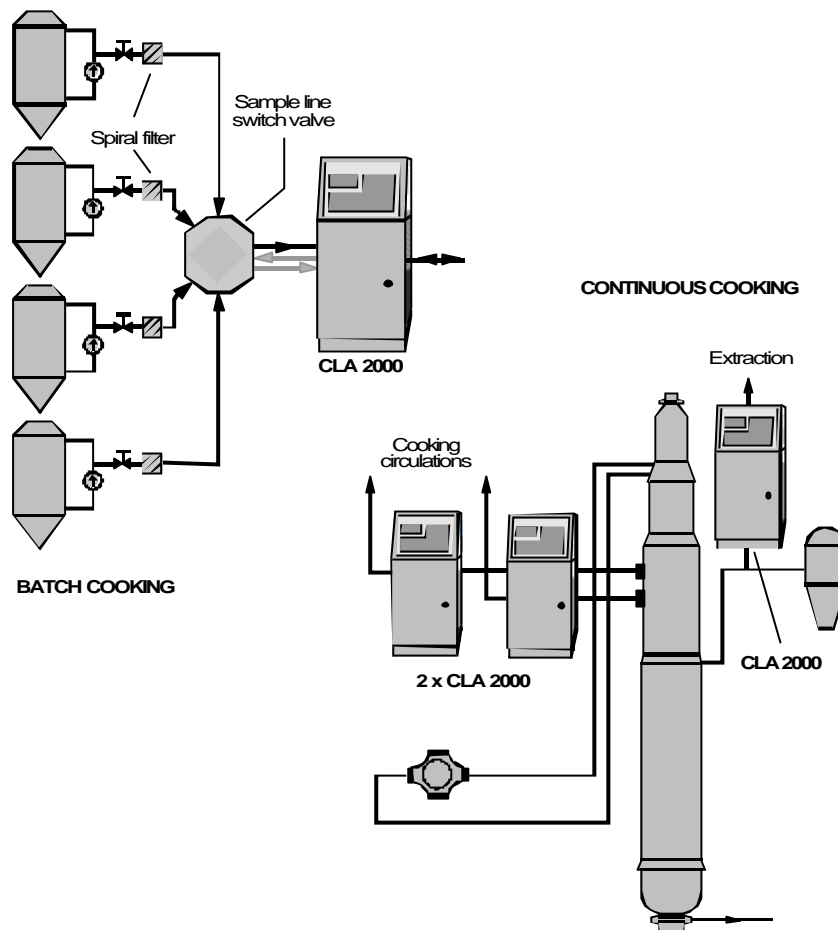 Sample line
switch valve
Spiral filter
CLA 2000
BATCH COOKING
CONTINUOUS COOKING
Extraction
Cooking
circulations
2 x CLA 2000
CLA 2000